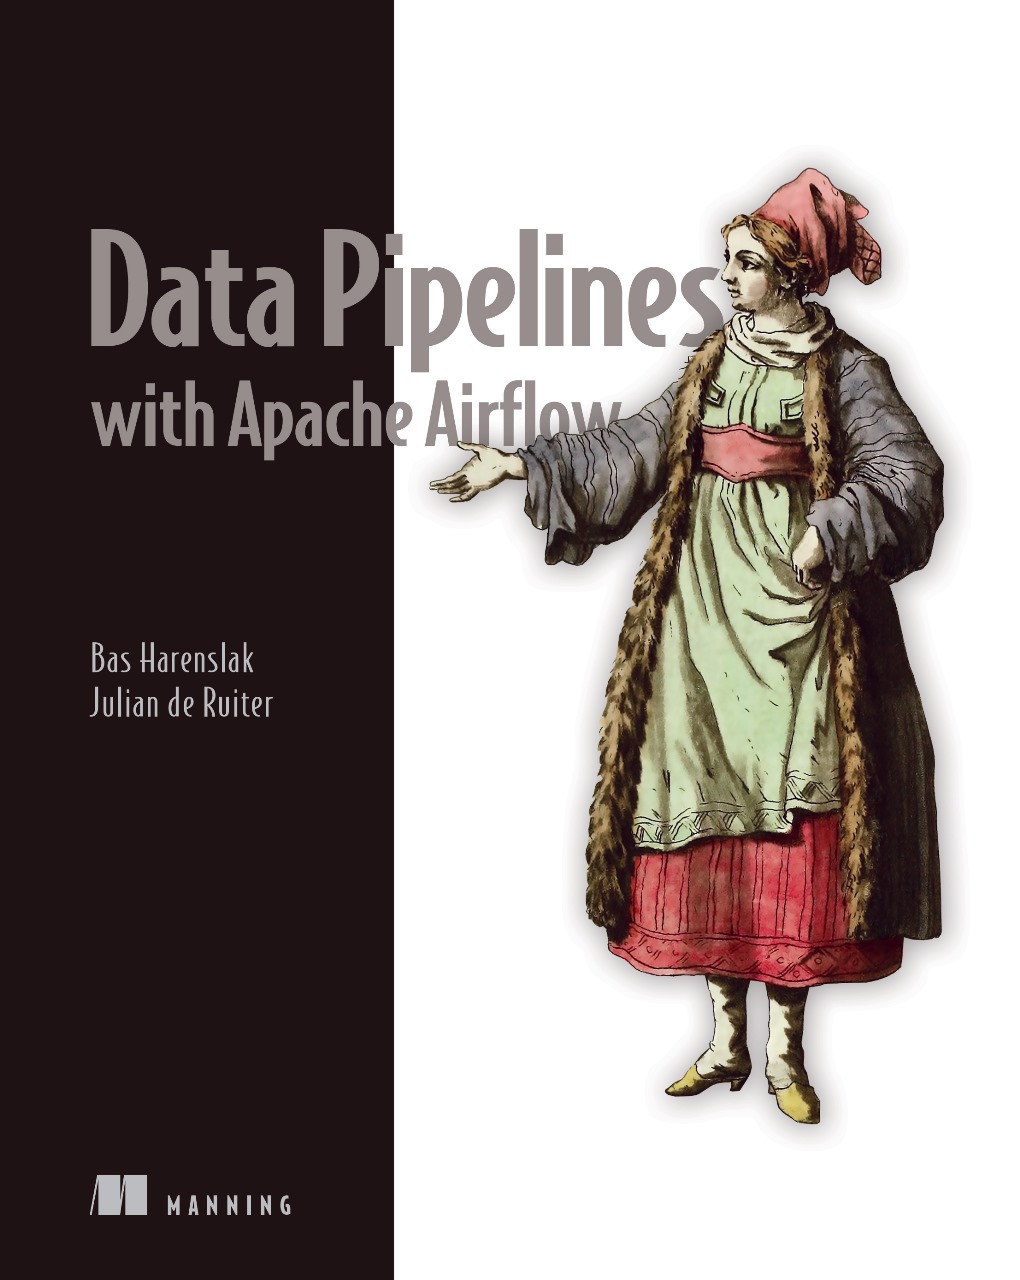 Data Pipelines
with Apache Airflow
Bas Harenslak
Julian de Ruiter
MANNING